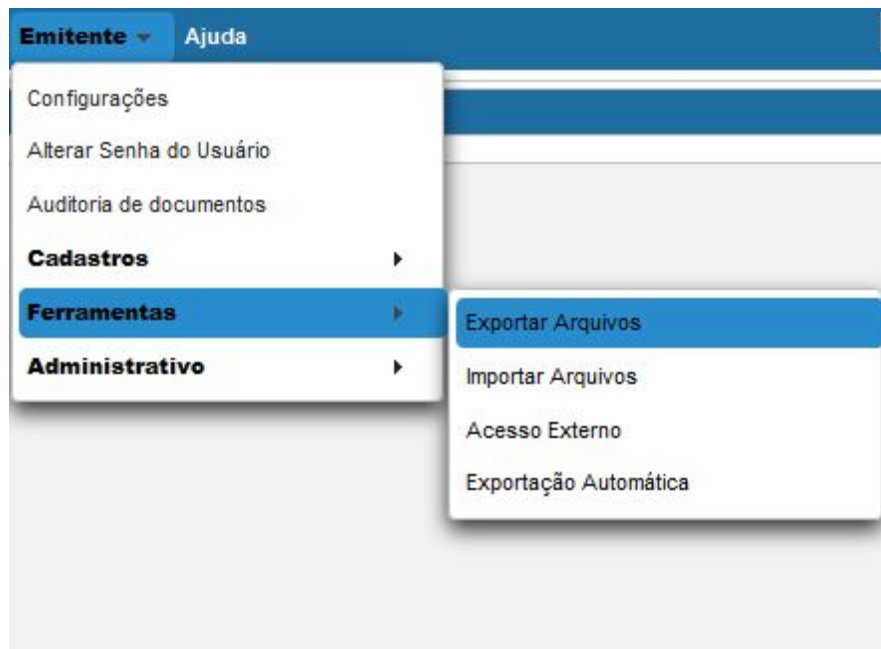 Emitente Ajuda
Configurações
Alterar Senha do Usuário
Auditoria de documentos
Cadastros
Ferramentas
Administrativo
Exportar Arquivos
Importar Arquivos
Acesso Externo
Exportação Automática